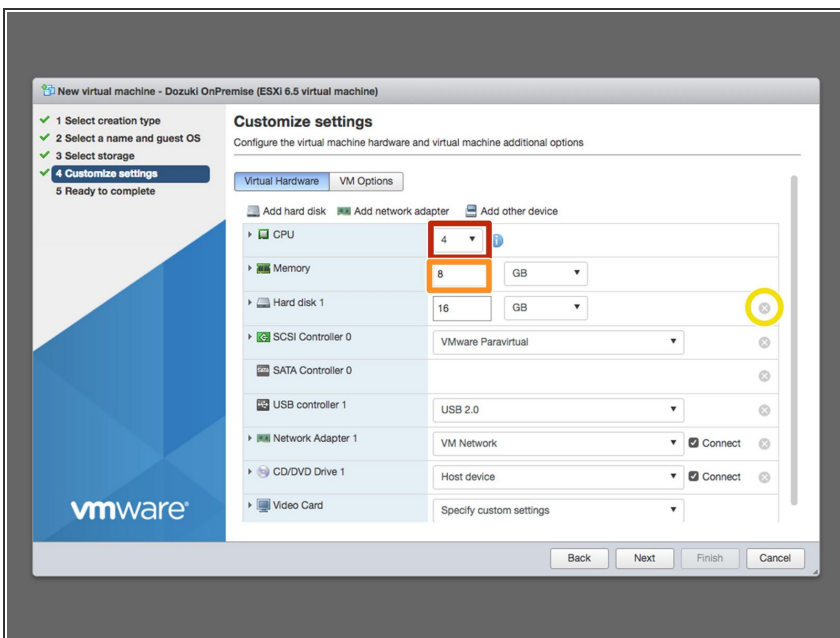 New virtual machine - Dozuki OnPremise (ESXi 6.5 virtual machine)
1 Select creation type
2 Select a name and guest OS
3 Select storage
4 Customize settings
5 Ready to complete
Customize settings
Configure the virtual machine hardware and virtual machine additional options
Virtual Hardware VM Options
Add hard disk Add network adapter Add other device
CPU 4
Memory 8 GB
Hard disk 1 16 GB
SCSI Controller 0 VMware Paravirtual
SATA Controller 0
USB controller 1 USB 2.0
Network Adapter 1 VM Network Connect
CD/DVD Drive 1 Host device Connect
Video Card Specify custom settings
vmware®
Back Next Finish Cancel